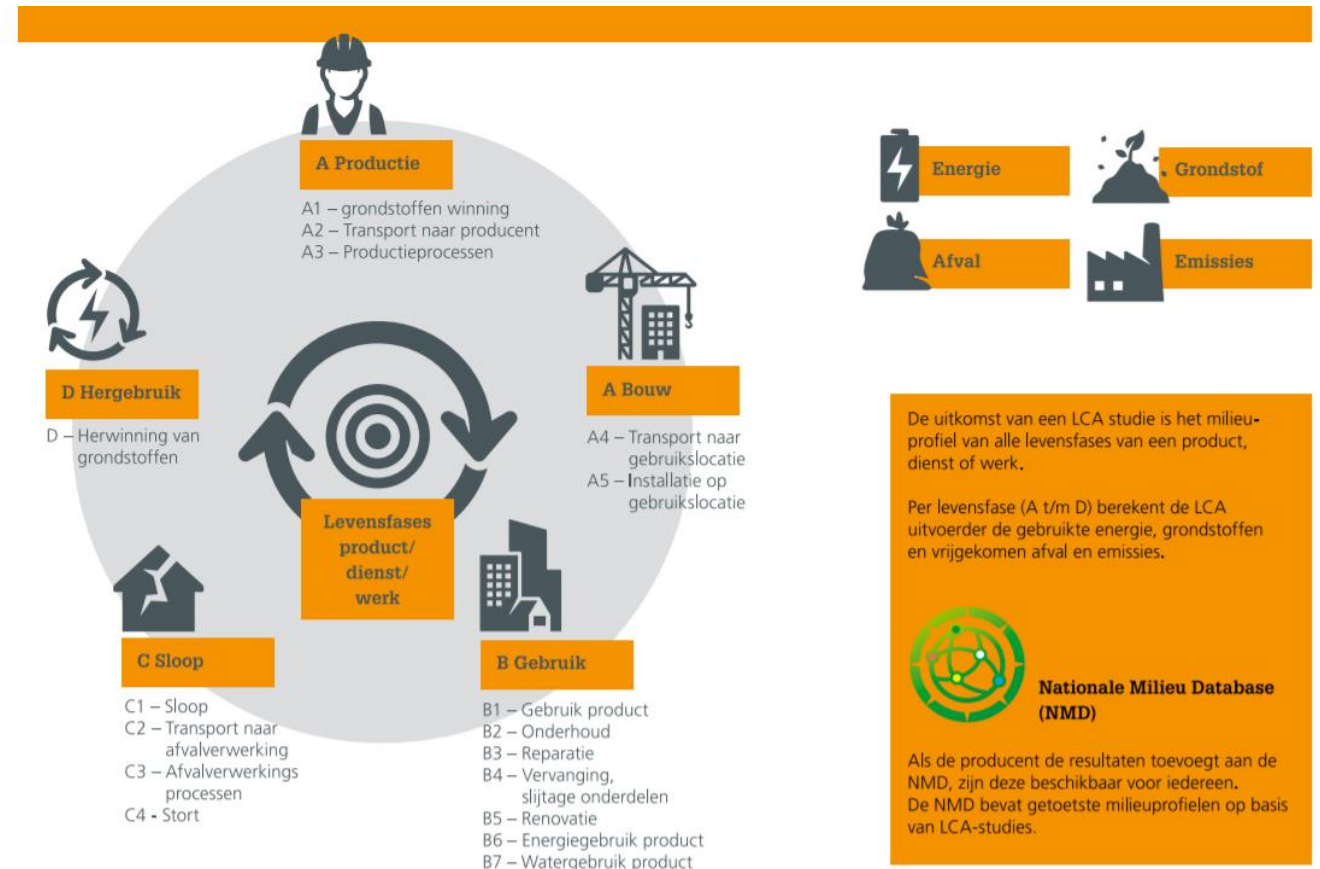 A Productie
A1 – grondstoffen winning
A2 – Transport naar producent
A3 – Productieprocessen
A Bouw
A4 – Transport naar
gebruikslocatie
A5 – Installatie op
gebruikslocatie
B Gebruik
B1 – Gebruik product
B2 – Onderhoud
B3 – Reparatie
B4 – Vervanging,
slijtage onderdelen
B5 – Renovatie
B6 – Energiegebruik product
B7 – Watergebruik product
C Sloop
C1 – Sloop
C2 – Transport naar
afvalverwerking
C3 – Afvalverwerkings
processen
C4 - Stort
D Hergebruik
D – Herwinning van
grondstoffen
Levensfases
product/
dienst/
werk
Energie
Grondstof
Afval
Emissies
De uitkomst van een LCA studie is het milieu-
profiel van alle levensfases van een product,
dienst of werk.
Per levensfase (A t/m D) berekent de LCA
uitvoerder de gebruikte energie, grondstoffen
en vrijgekomen afval en emissies.
Nationale Milieu Database
(NMD)
Als de producent de resultaten toevoegt aan de
NMD, zijn deze beschikbaar voor iedereen.
De NMD bevat getoetste milieuprofielen op basis
van LCA-studies.